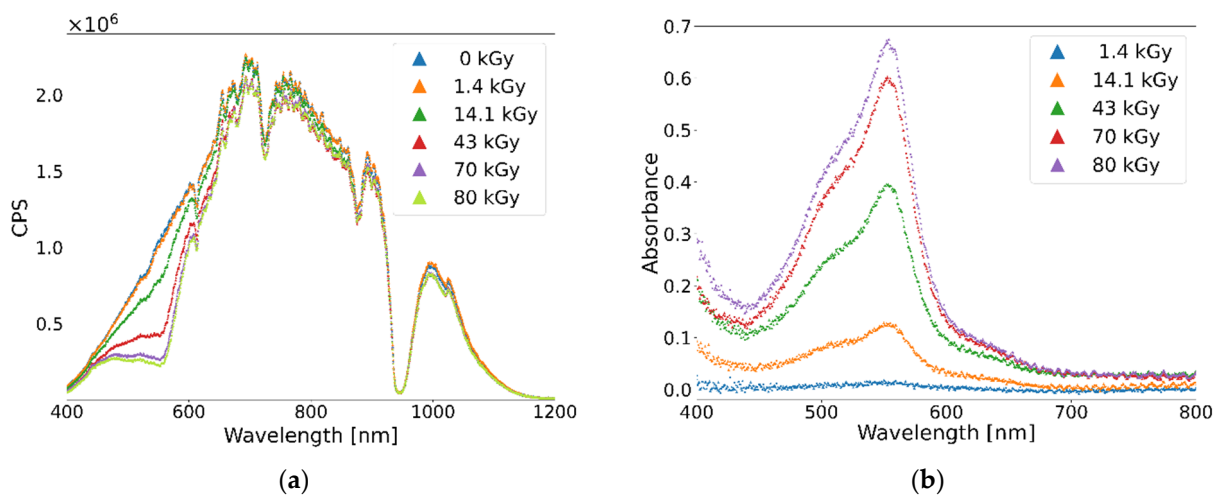 ×10⁶
2.0
1.5
1.0
0.5
CPS
0 kGy
1.4 kGy
14.1 kGy
43 kGy
70 kGy
80 kGy
400 600 800 1000 1200
Wavelength [nm]
(a)
0.7
0.6
0.5
0.4
0.3
0.2
0.1
0.0
Absorbance
1.4 kGy
14.1 kGy
43 kGy
70 kGy
80 kGy
400 500 600 700 800
Wavelength [nm]
(b)